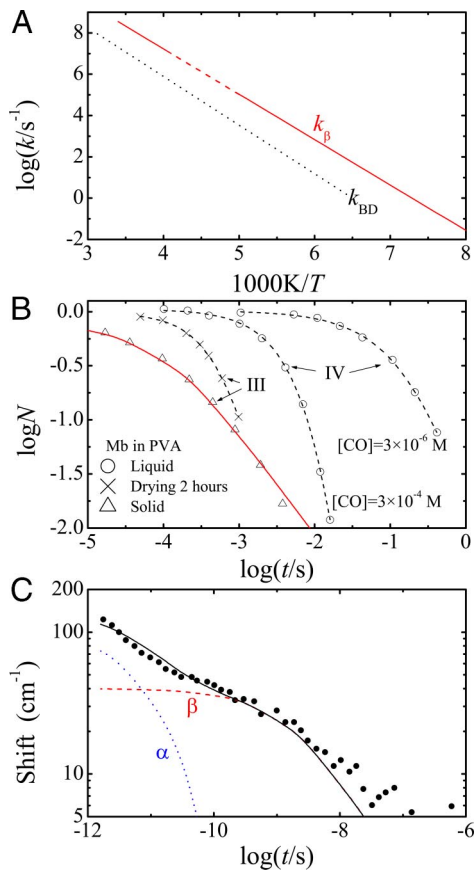 A
8
6
4
2
0
-2
log(k/s⁻¹)
kβ
kBD
3 4 5 6 7 8
1000K/T
B
0.0
-0.5
-1.0
-1.5
-2.0
logN
III
IV
Mb in PVA
Liquid
Drying 2 hours
Solid
[CO]=3×10⁻⁶ M
[CO]=3×10⁻⁴ M
-5 -4 -3 -2 -1 0
log(t/s)
C
200
100
10
5
Shift (cm⁻¹)
β
α
-12 -10 -8 -6
log(t/s)